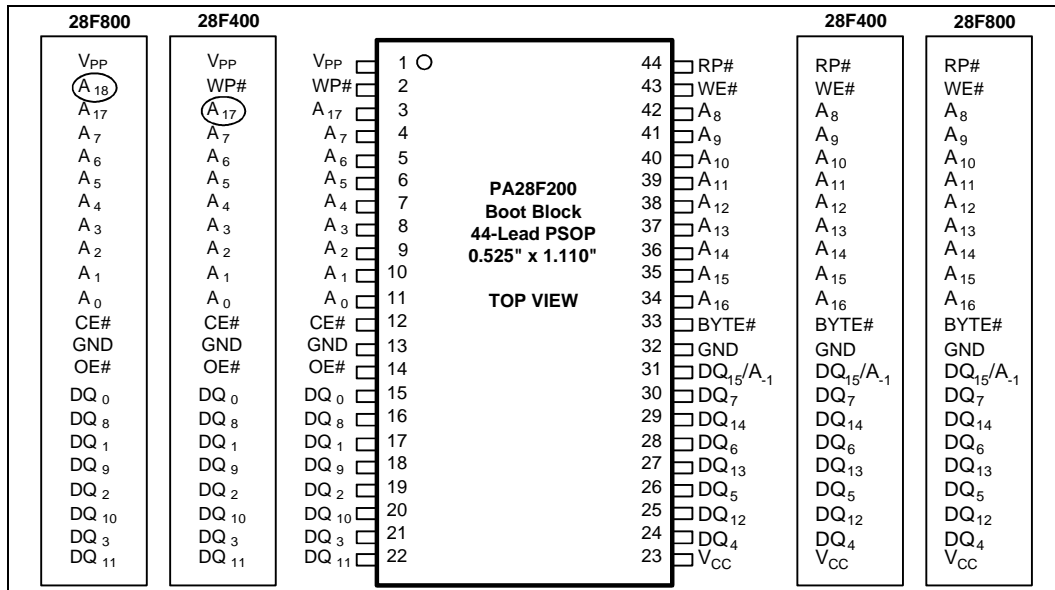 28F800 28F400 28F400 28F800
VPP VPP VPP 1 44 RP# RP# RP#
A18 WP# WP# 2 43 WE# WE# WE#
A17 A17 A17 3 42 A8 A8 A8
A7 A7 A7 4 41 A9 A9 A9
A6 A6 A6 5 40 A10 A10 A10
A5 A5 A5 6 39 A11 A11 A11
PA28F200
A4 A4 A4 7 38 A12 A12 A12
Boot Block
A3 A3 A3 8 37 A13 A13 A13
44-Lead PSOP
A2 A2 A2 9 36 A14 A14 A14
0.525" x 1.110"
A1 A1 A1 10 35 A15 A15 A15
A0 A0 A0 11 TOP VIEW 34 A16 A16 A16
CE# CE# CE# 12 33 BYTE# BYTE# BYTE#
GND GND GND 13 32 GND GND GND
OE# OE# OE# 14 31 DQ15/A-1 DQ15/A-1 DQ15/A-1
DQ0 DQ0 DQ0 15 30 DQ7 DQ7 DQ7
DQ8 DQ8 DQ8 16 29 DQ14 DQ14 DQ14
DQ1 DQ1 DQ1 17 28 DQ6 DQ6 DQ6
DQ9 DQ9 DQ9 18 27 DQ13 DQ13 DQ13
DQ2 DQ2 DQ2 19 26 DQ5 DQ5 DQ5
DQ10 DQ10 DQ10 20 25 DQ12 DQ12 DQ12
DQ3 DQ3 DQ3 21 24 DQ4 DQ4 DQ4
DQ11 DQ11 DQ11 22 23 VCC VCC VCC